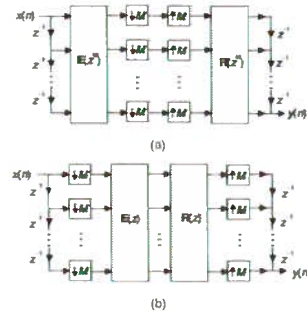 x(n) ↓M ↑M
z⁻¹ z⁻¹
E(z^M) ↓M ↑M R(z^M)
z⁻¹ z⁻¹
z⁻¹ ↓M ↑M z⁻¹ y(n)
(a)
x(n) ↓M ↑M
z⁻¹ z⁻¹
↓M E(z) R(z) ↑M
z⁻¹ z⁻¹
z⁻¹ ↓M ↑M z⁻¹ y(n)
(b)